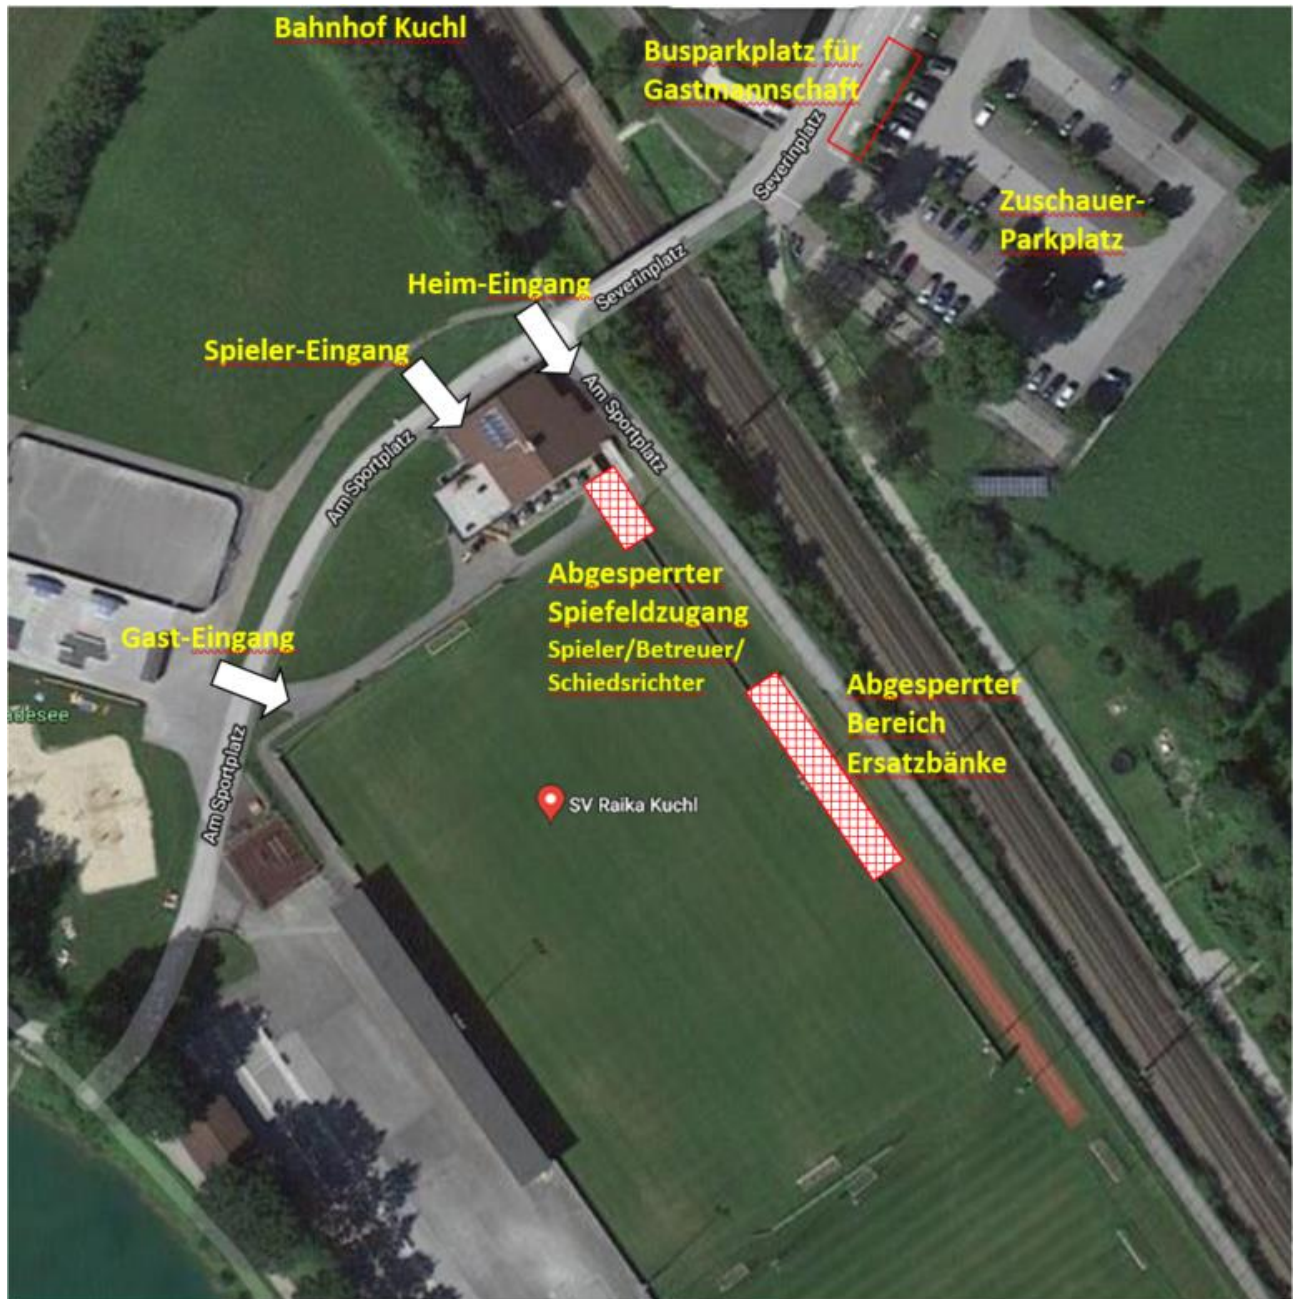 Bahnhof Kuchl
Busparkplatz für
Gastmannschaft
Severinplatz
Zuschauer-
Parkplatz
Severinplatz
Heim-Eingang
Spieler-Eingang
Am Sportplatz
Am Sportplatz
Abgesperrter
Spiefeldzugang
Spieler/Betreuer/
Schiedsrichter
Gast-Eingang
Abgesperrter
Bereich
Ersatzbänke
adesee
Am Sportplatz
SV Raika Kuchl